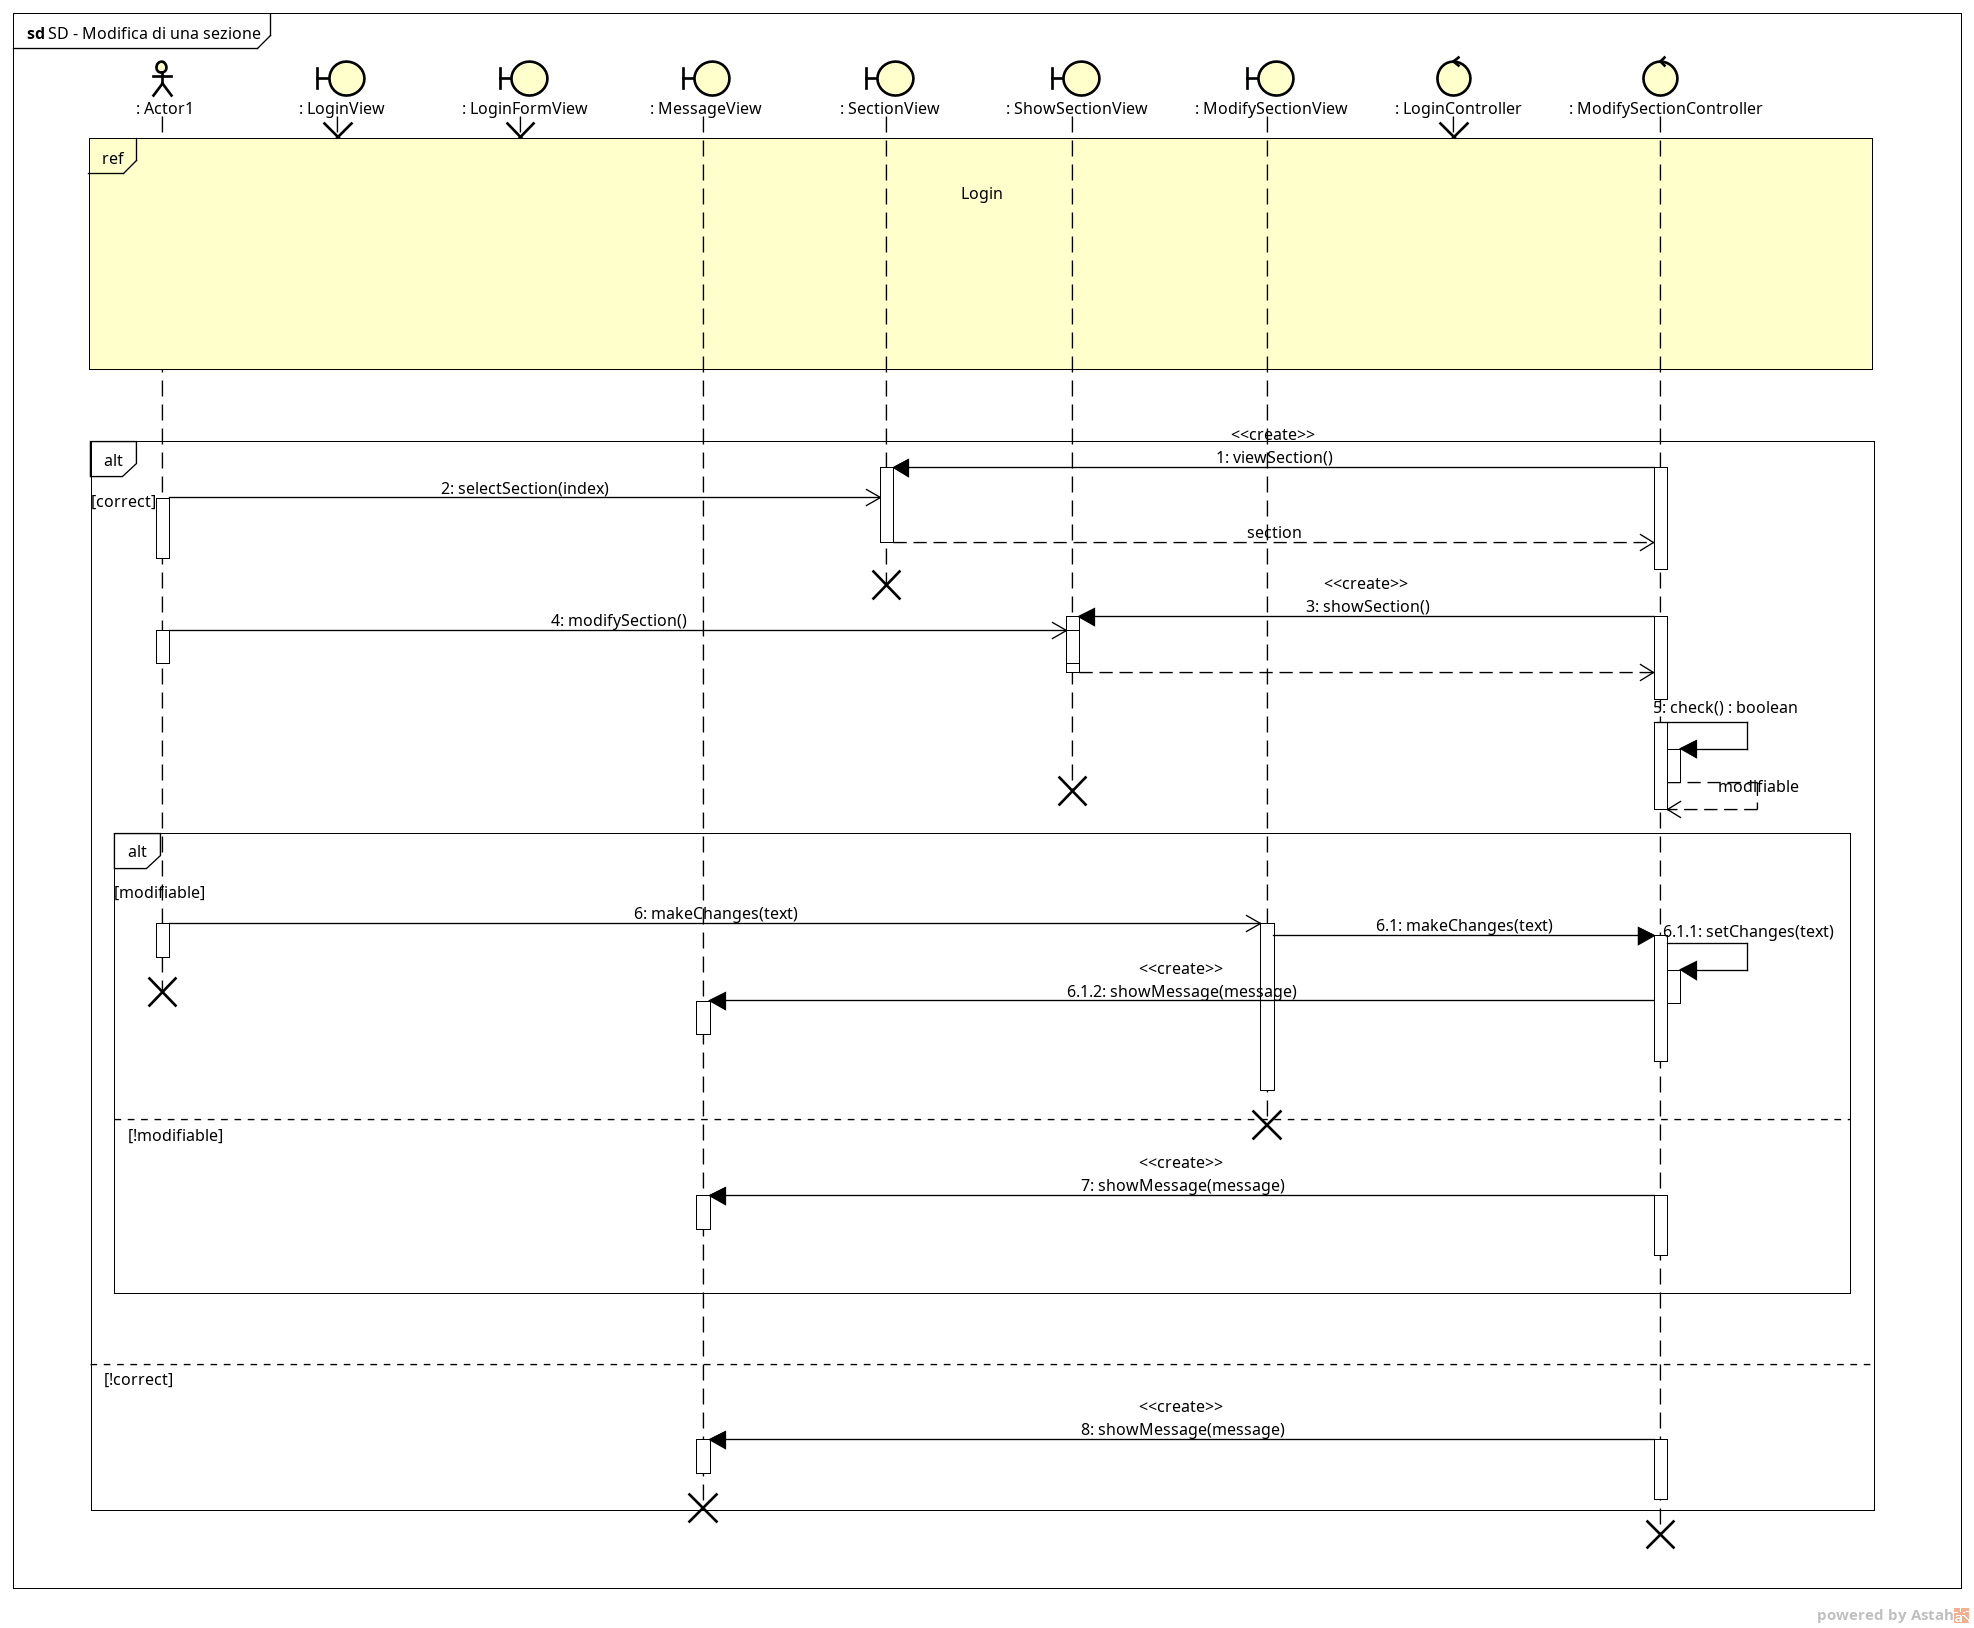 sd SD - Modifica di una sezione
: Actor1
: LoginView
: LoginFormView
: MessageView
: SectionView
: ShowSectionView
: ModifySectionView
: LoginController
: ModifySectionController
ref
Login
alt
<<create>>
1: viewSection()
[correct]
2: selectSection(index)
section
<<create>>
3: showSection()
4: modifySection()
5: check() : boolean
modifiable
alt
[modifiable]
6: makeChanges(text)
6.1: makeChanges(text)
6.1.1: setChanges(text)
<<create>>
6.1.2: showMessage(message)
[!modifiable]
<<create>>
7: showMessage(message)
[!correct]
<<create>>
8: showMessage(message)
powered by Astah